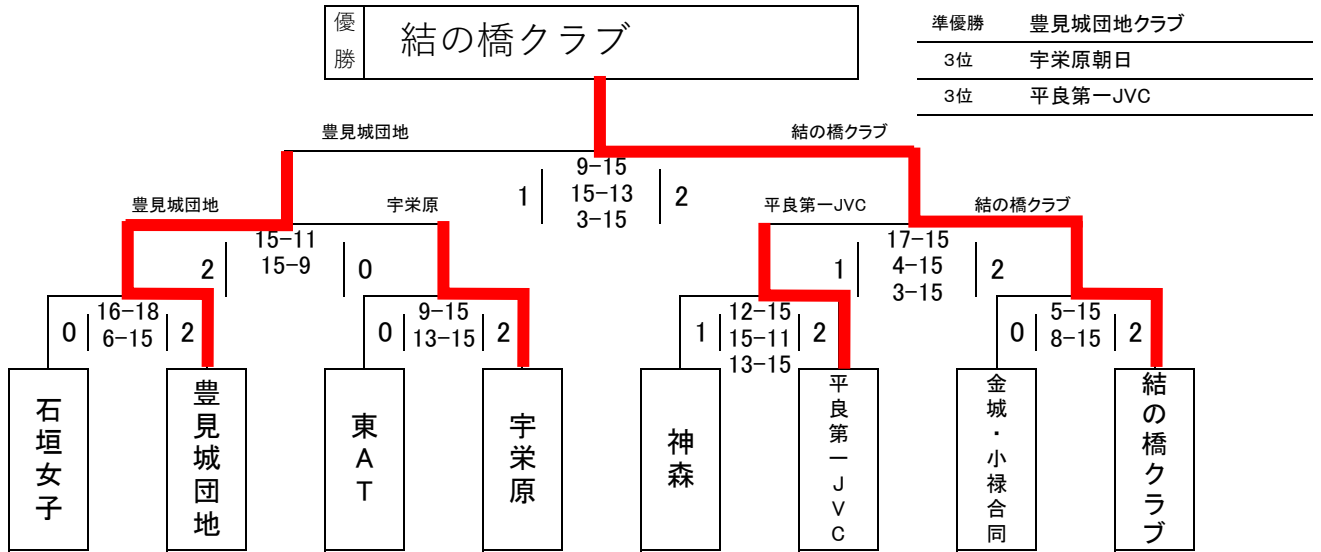 優勝
結の橋クラブ
準優勝 豊見城団地クラブ
3位 宇栄原朝日
3位 平良第一JVC
豊見城団地
結の橋クラブ
1
9-15
15-13
3-15
2
豊見城団地
宇栄原
平良第一JVC
結の橋クラブ
2
15-11
15-9
0
1
17-15
4-15
3-15
2
0
16-18
6-15
2
0
9-15
13-15
2
1
12-15
15-11
13-15
2
0
5-15
8-15
2
石垣女子
豊見城団地
東AT
宇栄原
神森
平良第一JVC
金城・小禄合同
結の橋クラブ